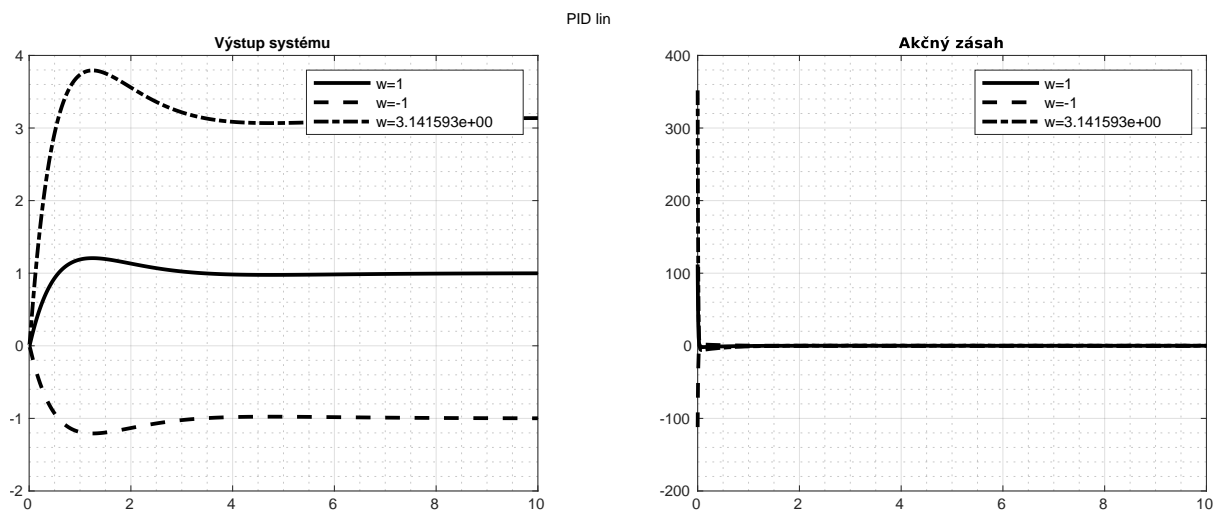 PID lin
Výstup systému
4
3
2
1
0
-1
-2
0 2 4 6 8 10
w=1
w=-1
w=3.141593e+00
Akčný zásah
400
300
200
100
0
-100
-200
0 2 4 6 8 10
w=1
w=-1
w=3.141593e+00